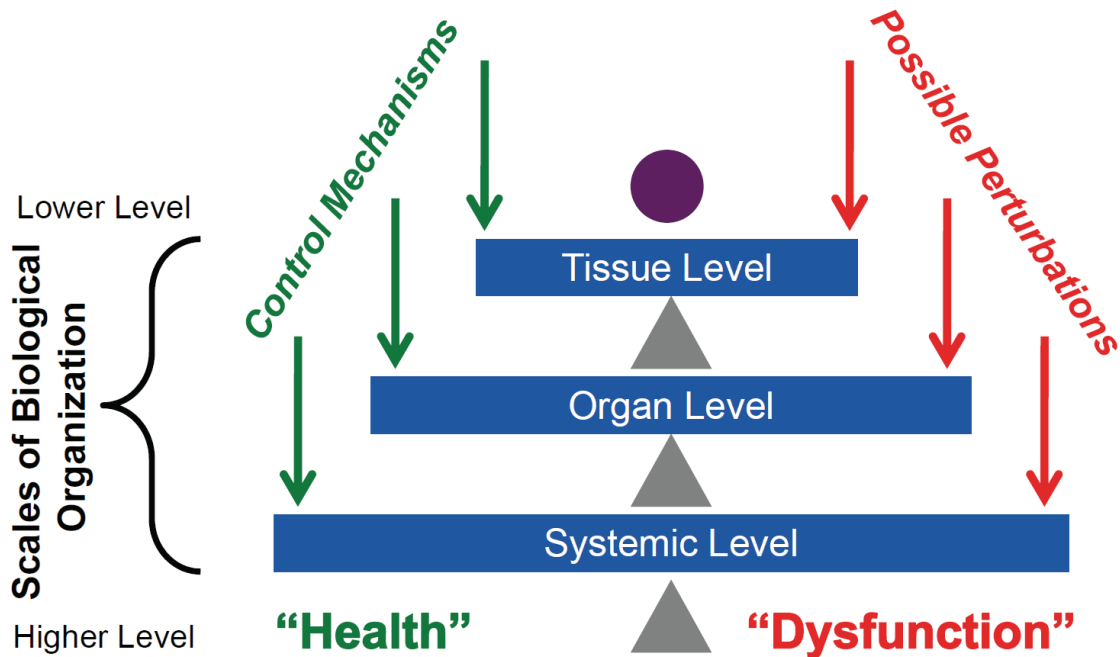 Control Mechanisms
Possible Perturbations
Lower Level
Scales of Biological
Organization
Tissue Level
Organ Level
Systemic Level
Higher Level
“Health”
“Dysfunction”